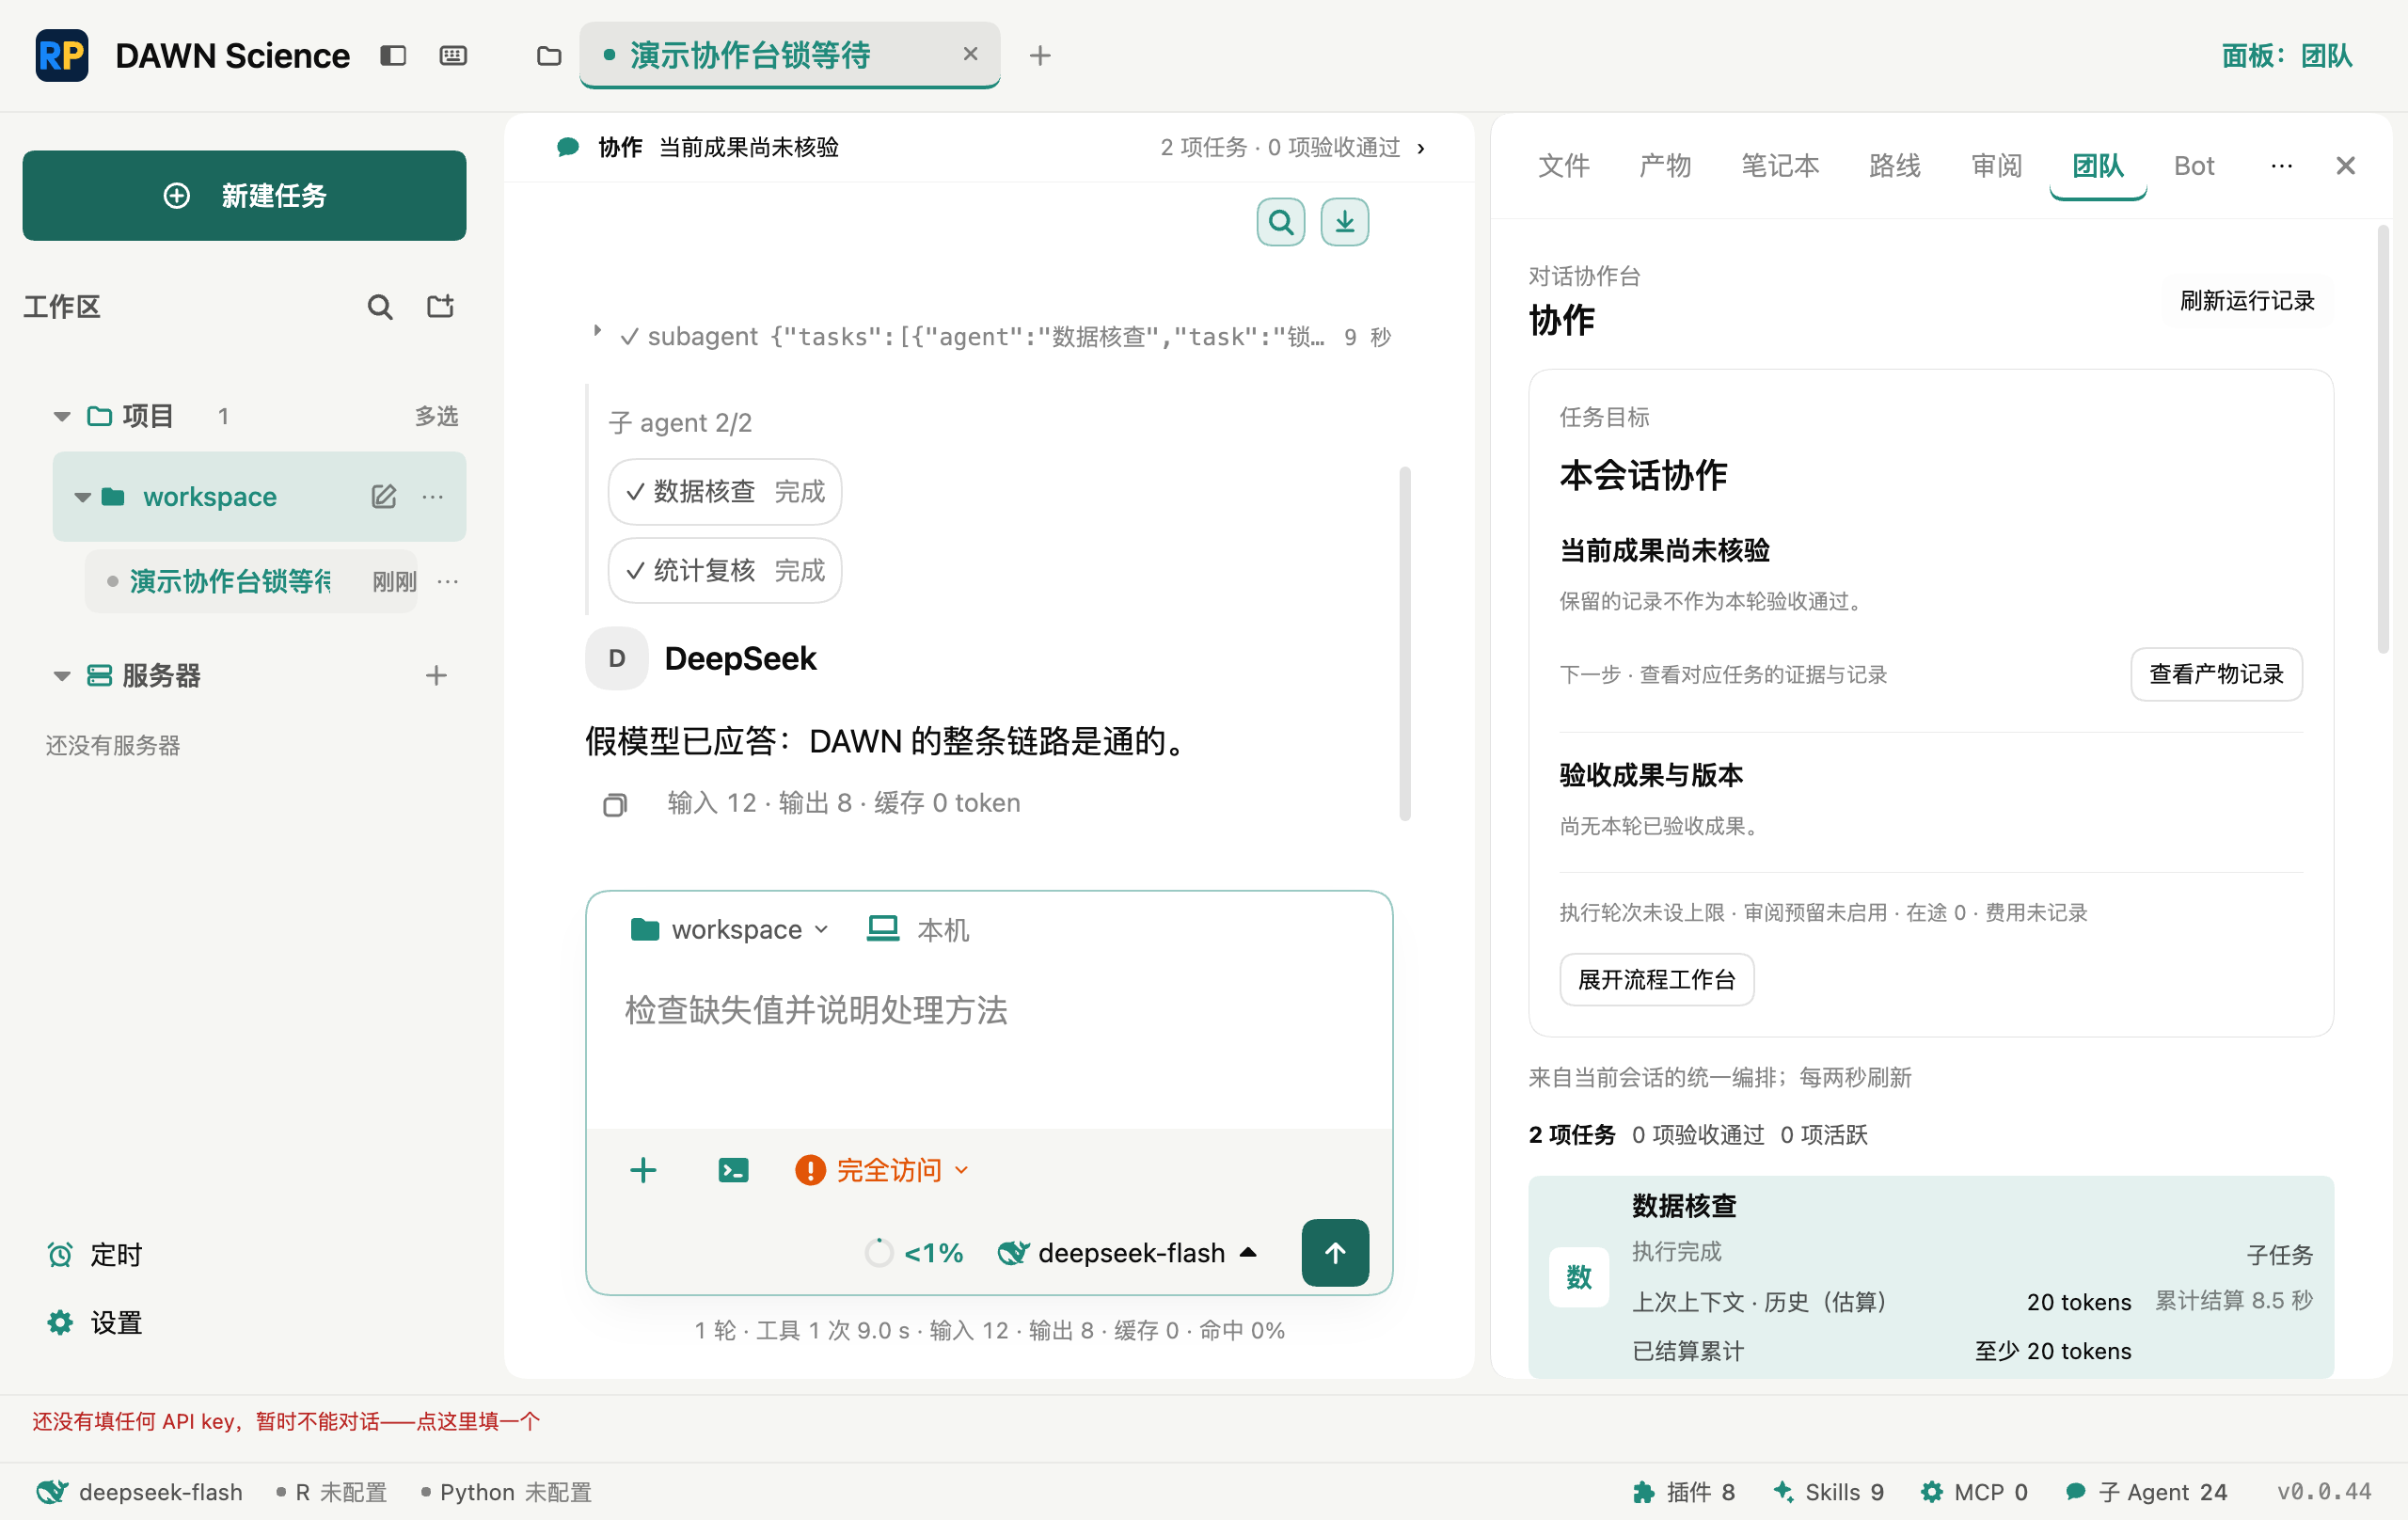 RP DAWN Science
演示协作台锁等待
面板：团队
新建任务
工作区
项目 1 多选
workspace
演示协作台锁等待 刚刚
服务器
还没有服务器
定时
设置
协作 当前成果尚未核验 2 项任务 · 0 项验收通过
subagent {"tasks":[{"agent":"数据核查","task":"锁… 9 秒
子 agent 2/2
数据核查 完成
统计复核 完成
D DeepSeek
假模型已应答：DAWN 的整条链路是通的。
输入 12 · 输出 8 · 缓存 0 token
workspace 本机
检查缺失值并说明处理方法
完全访问
<1% deepseek-flash
1 轮 · 工具 1 次 9.0 s · 输入 12 · 输出 8 · 缓存 0 · 命中 0%
文件 产物 笔记本 路线 审阅 团队 Bot
对话协作台
协作
刷新运行记录
任务目标
本会话协作
当前成果尚未核验
保留的记录不作为本轮验收通过。
下一步 · 查看对应任务的证据与记录 查看产物记录
验收成果与版本
尚无本轮已验收成果。
执行轮次未设上限 · 审阅预留未启用 · 在途 0 · 费用未记录
展开流程工作台
来自当前会话的统一编排；每两秒刷新
2 项任务 0 项验收通过 0 项活跃
数 数据核查
执行完成 子任务
上次上下文 · 历史（估算） 20 tokens 累计结算 8.5 秒
已结算累计 至少 20 tokens
还没有填任何 API key，暂时不能对话——点这里填一个
deepseek-flash R 未配置 Python 未配置 插件 8 Skills 9 MCP 0 子 Agent 24 v0.0.44